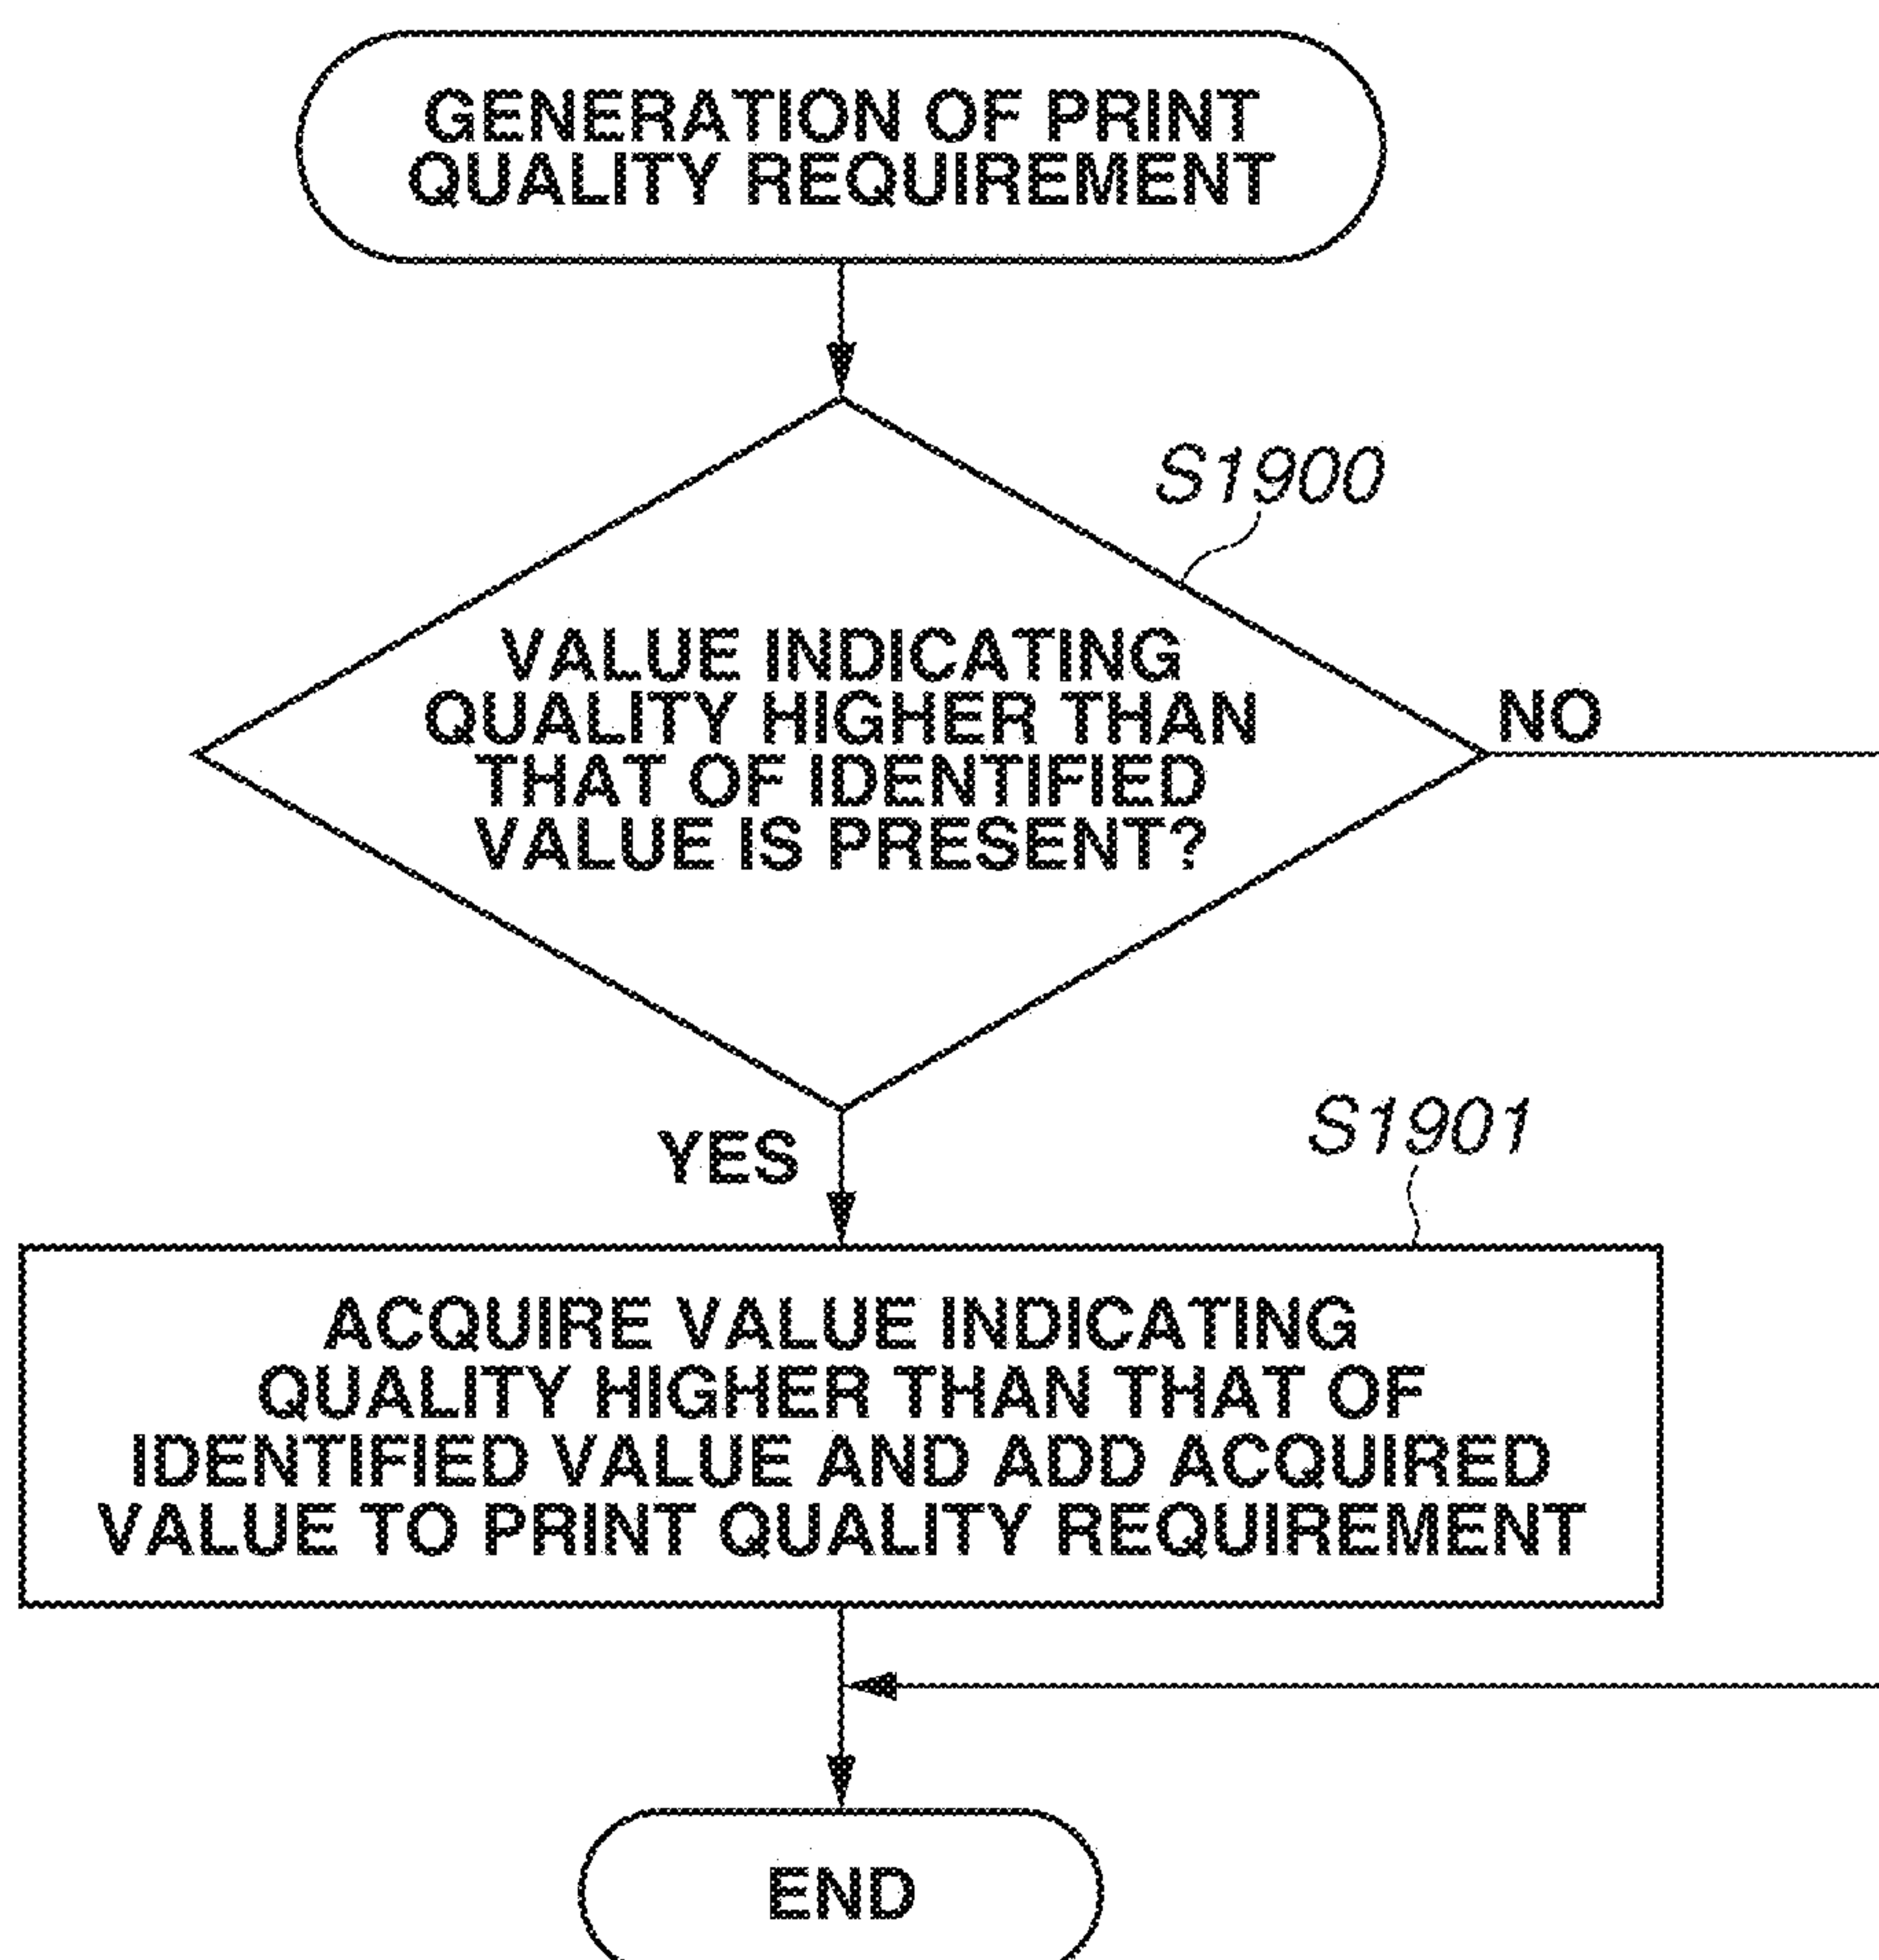 GENERATION OF PRINT
QUALITY REQUIREMENT
S1900
VALUE INDICATING
QUALITY HIGHER THAN
THAT OF IDENTIFIED
VALUE IS PRESENT?
NO
YES
S1901
ACQUIRE VALUE INDICATING
QUALITY HIGHER THAN THAT OF
IDENTIFIED VALUE AND ADD ACQUIRED
VALUE TO PRINT QUALITY REQUIREMENT
END